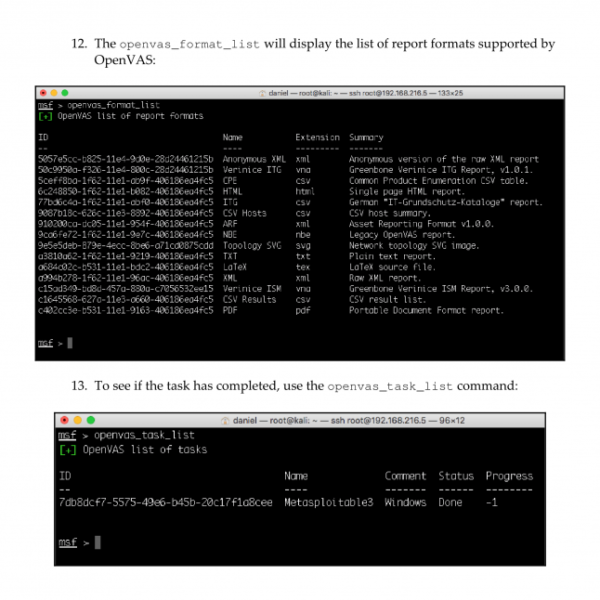 12. The openvas_format_list will display the list of report formats supported by
OpenVAS:
daniel — root@kali: ~ — ssh root@192.168.216.5 — 133×25
msf > openvas_format_list
[+] OpenVAS list of report formats
ID Name Extension Summary
-- ---- --------- -------
5057e5cc-b825-11e4-9d0e-28d24461215b Anonymous XML xml Anonymous version of the raw XML report
50c9950a-f326-11e4-800c-28d24461215b Verinice ITG vna Greenbone Verinice ITG Report, v1.0.1.
5ceff8ba-1f62-11e1-ab9f-406186ea4fc5 CPE csv Common Product Enumeration CSV table.
6c248850-1f62-11e1-b082-406186ea4fc5 HTML html Single page HTML report.
77bd6c4a-1f62-11e1-abf0-406186ea4fc5 ITG csv German "IT-Grundschutz-Kataloge" report.
9087b18c-626c-11e3-8892-406186ea4fc5 CSV Hosts csv CSV host summary.
910200ca-dc05-11e1-954f-406186ea4fc5 ARF xml Asset Reporting Format v1.0.0.
9ca6fe72-1f62-11e1-9e7c-406186ea4fc5 NBE nbe Legacy OpenVAS report.
9e5e5deb-879e-4ecc-8be6-a71cd0875cdd Topology SVG svg Network topology SVG image.
a3810a62-1f62-11e1-9219-406186ea4fc5 TXT txt Plain text report.
a684c02c-b531-11e1-bdc2-406186ea4fc5 LaTeX tex LaTeX source file.
a994b278-1f62-11e1-96ac-406186ea4fc5 XML xml Raw XML report.
c15ad349-bd8d-457a-880a-c7056532ee15 Verinice ISM vna Greenbone Verinice ISM Report, v3.0.0.
c1645568-627a-11e3-a660-406186ea4fc5 CSV Results csv CSV result list.
c402cc3e-b531-11e1-9163-406186ea4fc5 PDF pdf Portable Document Format report.
msf >
13. To see if the task has completed, use the openvas_task_list command:
daniel — root@kali: ~ — ssh root@192.168.216.5 — 96×12
msf > openvas_task_list
[+] OpenVAS list of tasks
ID Name Comment Status Progress
-- ---- ------- ------ --------
7db8dcf7-5575-49e6-b45b-20c17f1a8cee Metasploitable3 Windows Done -1
msf >